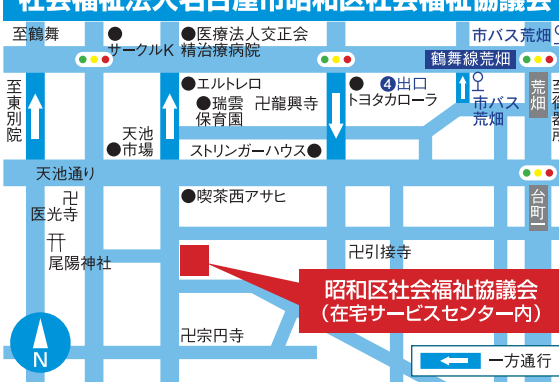 社会福祉法人名古屋市昭和区社会福祉協議会
至鶴舞
サークルK
医療法人交正会
精治療病院
市バス荒畑
鶴舞線荒畑
至東別院
エルトレロ
瑞雲
保育園
卍龍興寺
4出口
トヨタカローラ
市バス
荒畑
荒畑
至御器所
天池
市場
ストリンガーハウス
天池通り
卍
医光寺
喫茶西アサヒ
台町一
尾陽神社
卍引接寺
昭和区社会福祉協議会
（在宅サービスセンター内）
卍宗円寺
N
一方通行